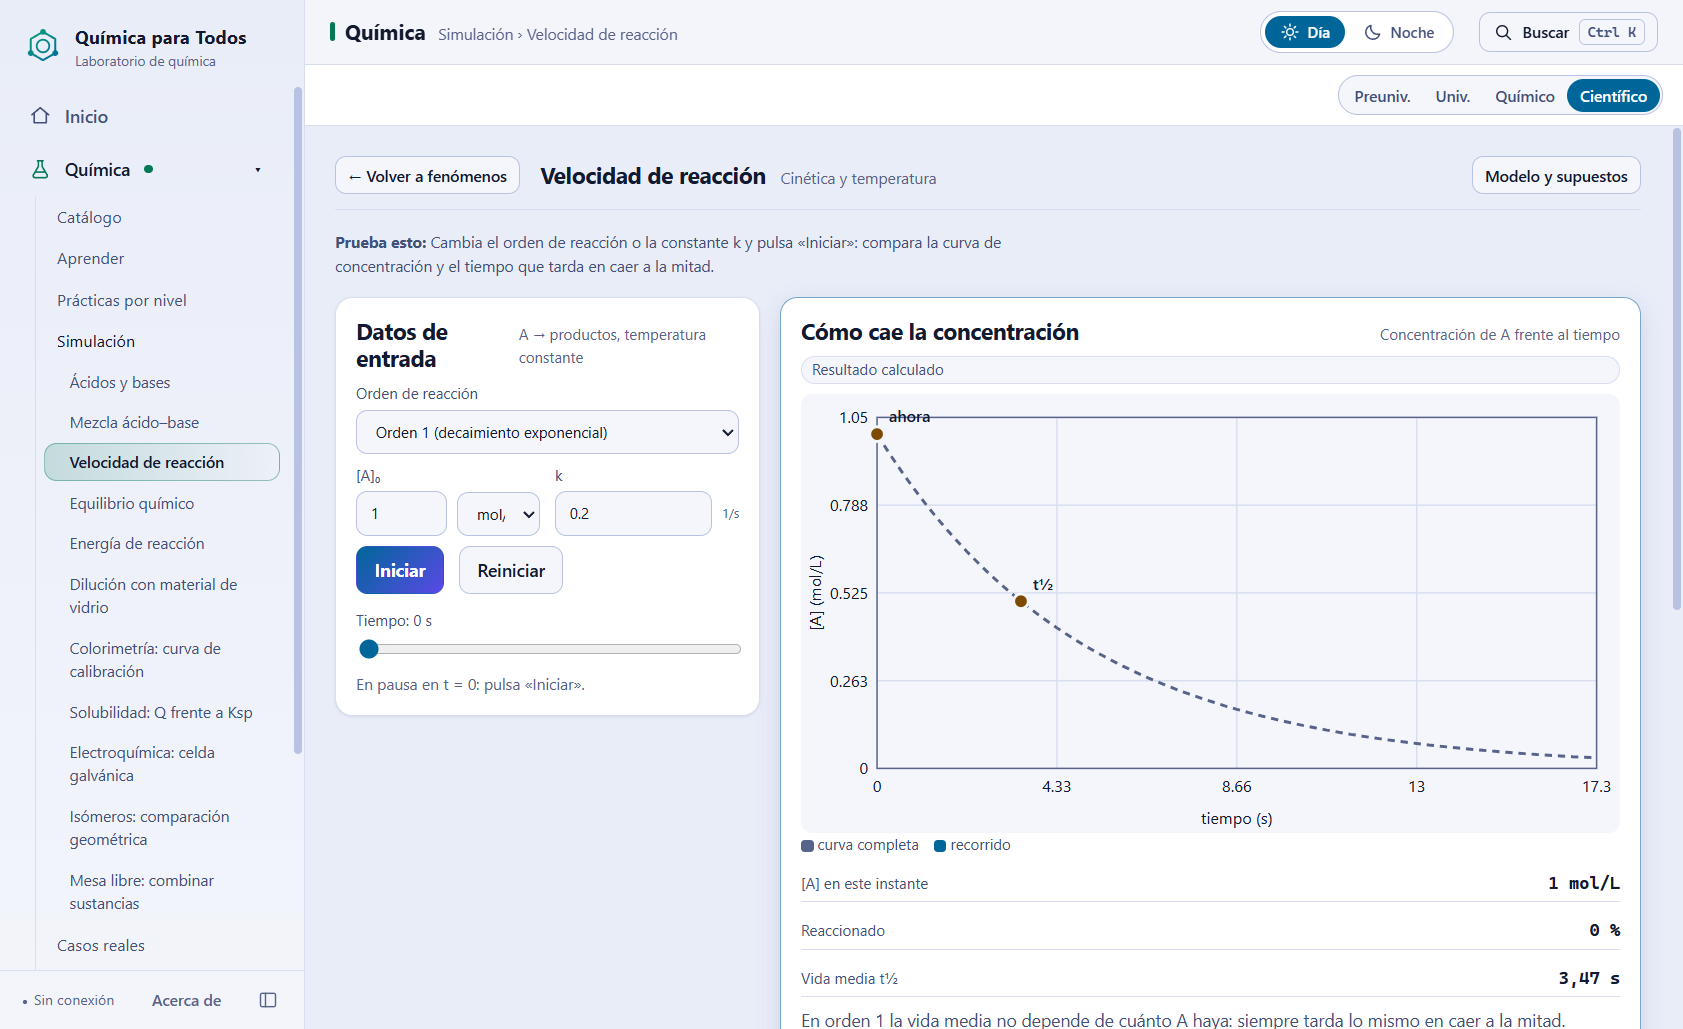 Química para Todos
Laboratorio de química
Inicio
Química
Catálogo
Aprender
Prácticas por nivel
Simulación
Ácidos y bases
Mezcla ácido–base
Velocidad de reacción
Equilibrio químico
Energía de reacción
Dilución con material de
vidrio
Colorimetría: curva de
calibración
Solubilidad: Q frente a Ksp
Electroquímica: celda
galvánica
Isómeros: comparación
geométrica
Mesa libre: combinar
sustancias
Casos reales
Sin conexión
Acerca de
Química
Simulación › Velocidad de reacción
Día
Noche
Buscar
Ctrl K
Preuniv.
Univ.
Químico
Científico
← Volver a fenómenos
Velocidad de reacción
Cinética y temperatura
Modelo y supuestos
Prueba esto: Cambia el orden de reacción o la constante k y pulsa «Iniciar»: compara la curva de
concentración y el tiempo que tarda en caer a la mitad.
Datos de
entrada
A → productos, temperatura
constante
Orden de reacción
Orden 1 (decaimiento exponencial)
[A]₀
k
1
mol/
0.2
1/s
Iniciar
Reiniciar
Tiempo: 0 s
En pausa en t = 0: pulsa «Iniciar».
Cómo cae la concentración
Concentración de A frente al tiempo
Resultado calculado
1.05
ahora
0.788
t½
0.525
[A] (mol/L)
0.263
0
0
4.33
8.66
13
17.3
tiempo (s)
curva completa
recorrido
[A] en este instante
1 mol/L
Reaccionado
0 %
Vida media t½
3,47 s
En orden 1 la vida media no depende de cuánto A haya: siempre tarda lo mismo en caer a la mitad.